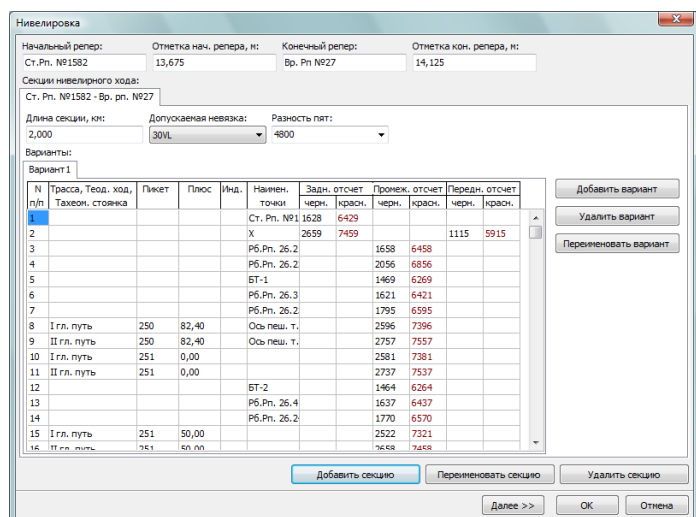 Нивелировка
Начальный репер: Отметка нач. репера, м: Конечный репер: Отметка кон. репера, м:
Ст.Рп. №1582 13,675 Вр. Рп №27 14,125
Секции нивелирного хода:
Ст. Рп. №1582 - Вр. рп. №27
Длина секции, км: Допускаемая невязка: Разность пят:
2,000 30VL 4800
Варианты:
Вариант 1
N Трасса, Теод. ход, Пикет Плюс Инд. Наимен. Задн. отсчет Промеж. отсчет Передн. отсчет
п/п Тахеом. стоянка точки черн. красн. черн. красн. черн. красн.
1 Ст. Рп. №1 1628 6429
2 X 2659 7459 1115 5915
3 Рб.Рп. 26.2 1658 6458
4 Рб.Рп. 26.2 2056 6856
5 БТ-1 1469 6269
6 Рб.Рп. 26.3 1621 6421
7 Рб.Рп. 26.2 1795 6595
8 I гл. путь 250 82,40 Ось пеш. т. 2596 7396
9 II гл. путь 250 82,40 Ось пеш. т. 2757 7557
10 I гл. путь 251 0,00 2581 7381
11 II гл. путь 251 0,00 2737 7537
12 БТ-2 1464 6264
13 Рб.Рп. 26.4 1637 6437
14 Рб.Рп. 26.2 1770 6570
15 I гл. путь 251 50,00 2522 7321
16 II гл. путь 251 50,00 2658 7458
Добавить вариант
Удалить вариант
Переименовать вариант
Добавить секцию Переименовать секцию Удалить секцию
Далее >> OK Отмена